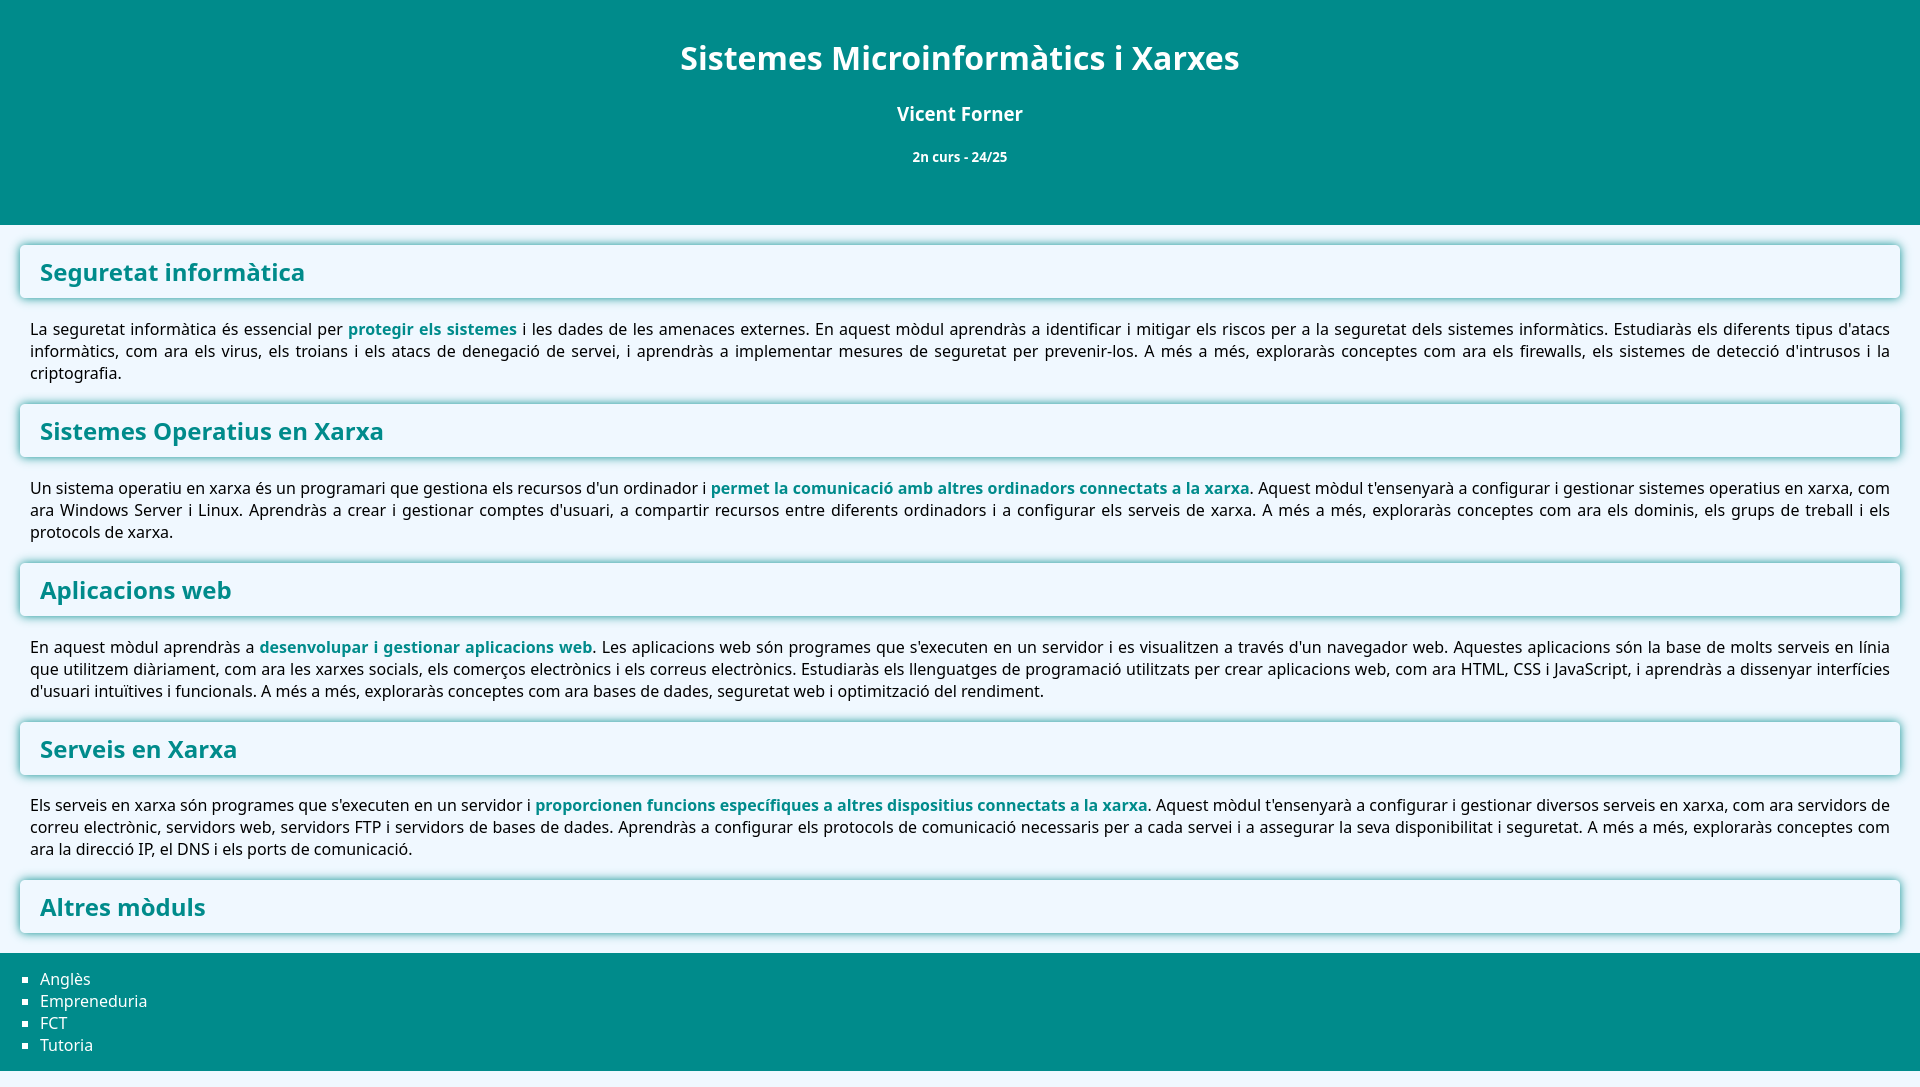 Sistemes Microinformàtics i Xarxes
Vicent Forner
2n curs - 24/25
Seguretat informàtica
La seguretat informàtica és essencial per protegir els sistemes i les dades de les amenaces externes. En aquest mòdul aprendràs a identificar i mitigar els riscos per a la seguretat dels sistemes informàtics. Estudiaràs els diferents tipus d'atacs
informàtics, com ara els virus, els troians i els atacs de denegació de servei, i aprendràs a implementar mesures de seguretat per prevenir-los. A més a més, exploraràs conceptes com ara els firewalls, els sistemes de detecció d'intrusos i la
criptografia.
Sistemes Operatius en Xarxa
Un sistema operatiu en xarxa és un programari que gestiona els recursos d'un ordinador i permet la comunicació amb altres ordinadors connectats a la xarxa. Aquest mòdul t'ensenyarà a configurar i gestionar sistemes operatius en xarxa, com
ara Windows Server i Linux. Aprendràs a crear i gestionar comptes d'usuari, a compartir recursos entre diferents ordinadors i a configurar els serveis de xarxa. A més a més, exploraràs conceptes com ara els dominis, els grups de treball i els
protocols de xarxa.
Aplicacions web
En aquest mòdul aprendràs a desenvolupar i gestionar aplicacions web. Les aplicacions web són programes que s'executen en un servidor i es visualitzen a través d'un navegador web. Aquestes aplicacions són la base de molts serveis en línia
que utilitzem diàriament, com ara les xarxes socials, els comerços electrònics i els correus electrònics. Estudiaràs els llenguatges de programació utilitzats per crear aplicacions web, com ara HTML, CSS i JavaScript, i aprendràs a dissenyar interfícies
d'usuari intuïtives i funcionals. A més a més, exploraràs conceptes com ara bases de dades, seguretat web i optimització del rendiment.
Serveis en Xarxa
Els serveis en xarxa són programes que s'executen en un servidor i proporcionen funcions específiques a altres dispositius connectats a la xarxa. Aquest mòdul t'ensenyarà a configurar i gestionar diversos serveis en xarxa, com ara servidors de
correu electrònic, servidors web, servidors FTP i servidors de bases de dades. Aprendràs a configurar els protocols de comunicació necessaris per a cada servei i a assegurar la seva disponibilitat i seguretat. A més a més, exploraràs conceptes com
ara la direcció IP, el DNS i els ports de comunicació.
Altres mòduls
Anglès
Empreneduria
FCT
Tutoria